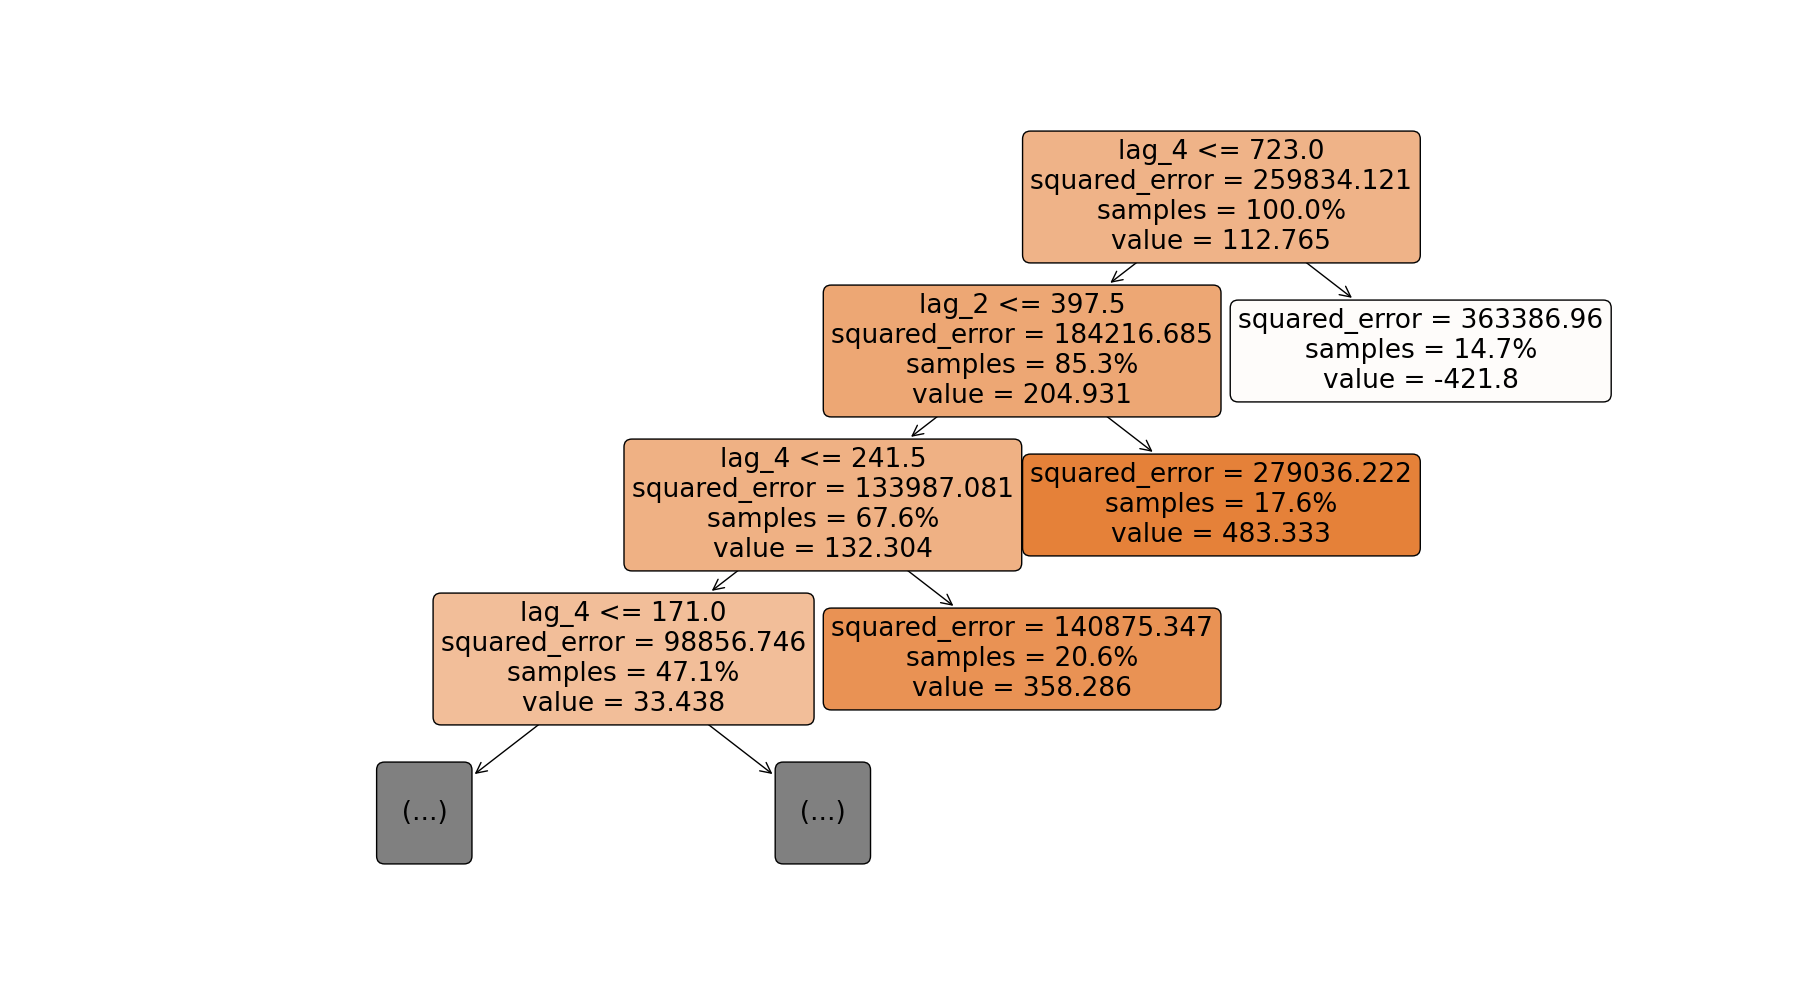 lag_4 <= 723.0
squared_error = 259834.121
samples = 100.0%
value = 112.765
lag_2 <= 397.5
squared_error = 184216.685
samples = 85.3%
value = 204.931
squared_error = 363386.96
samples = 14.7%
value = -421.8
lag_4 <= 241.5
squared_error = 133987.081
samples = 67.6%
value = 132.304
squared_error = 279036.222
samples = 17.6%
value = 483.333
lag_4 <= 171.0
squared_error = 98856.746
samples = 47.1%
value = 33.438
squared_error = 140875.347
samples = 20.6%
value = 358.286
(...)
(...)